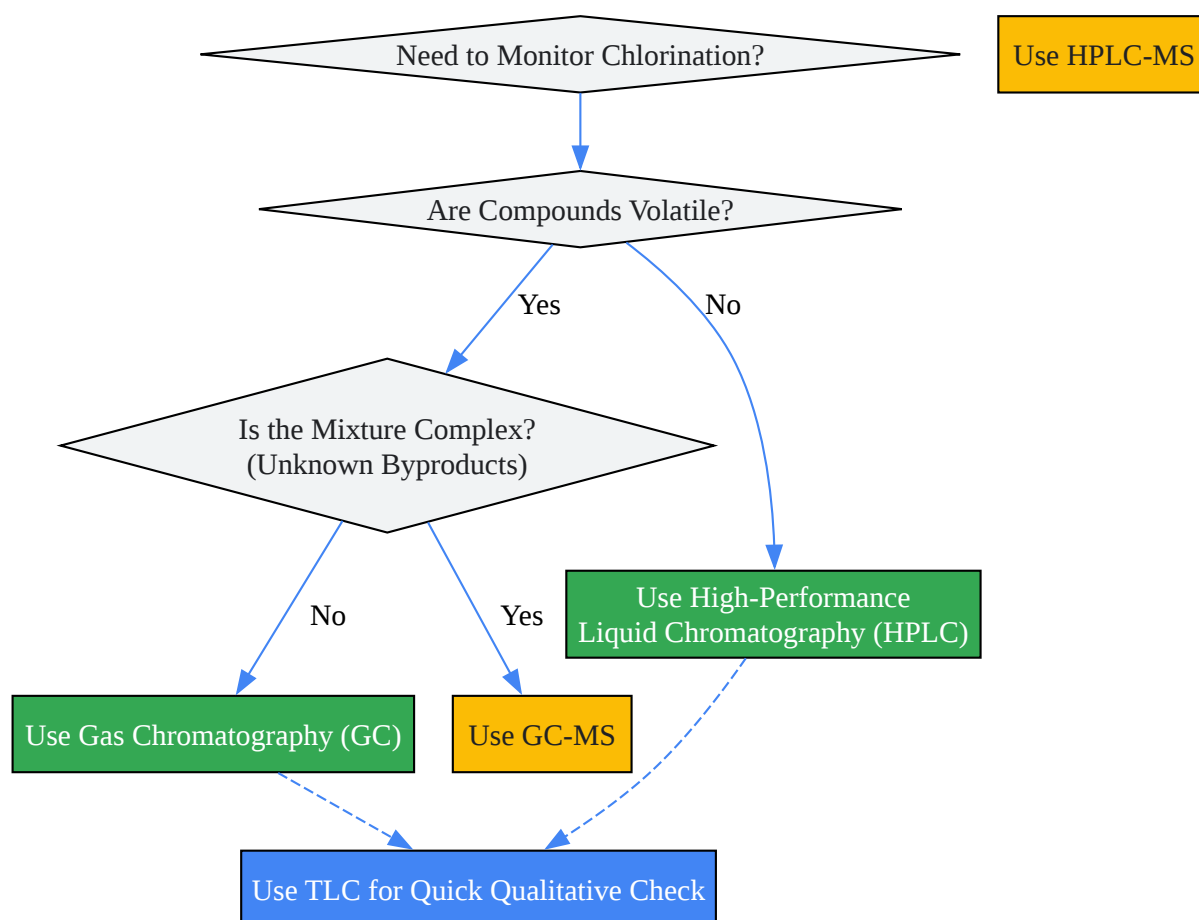 Need to Monitor Chlorination?
Use HPLC-MS
Are Compounds Volatile?
Yes
No
Is the Mixture Complex?
(Unknown Byproducts)
No
Yes
Use High-Performance
Liquid Chromatography (HPLC)
Use Gas Chromatography (GC)
Use GC-MS
Use TLC for Quick Qualitative Check